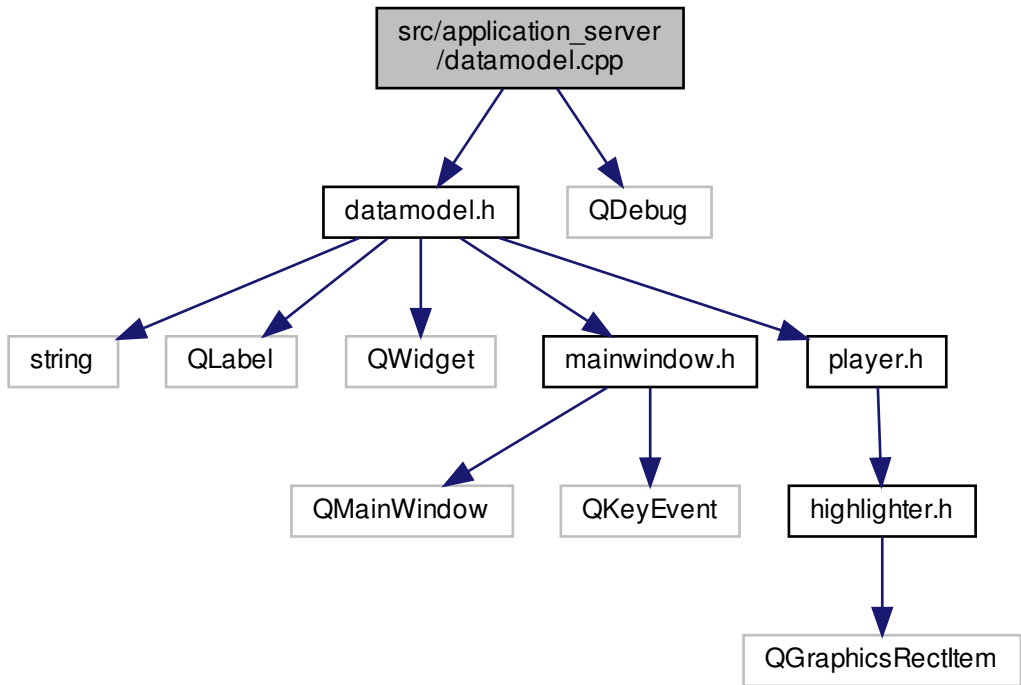 src/application_server
/datamodel.cpp
datamodel.h
QDebug
string
QLabel
QWidget
mainwindow.h
player.h
QMainWindow
QKeyEvent
highlighter.h
QGraphicsRectItem